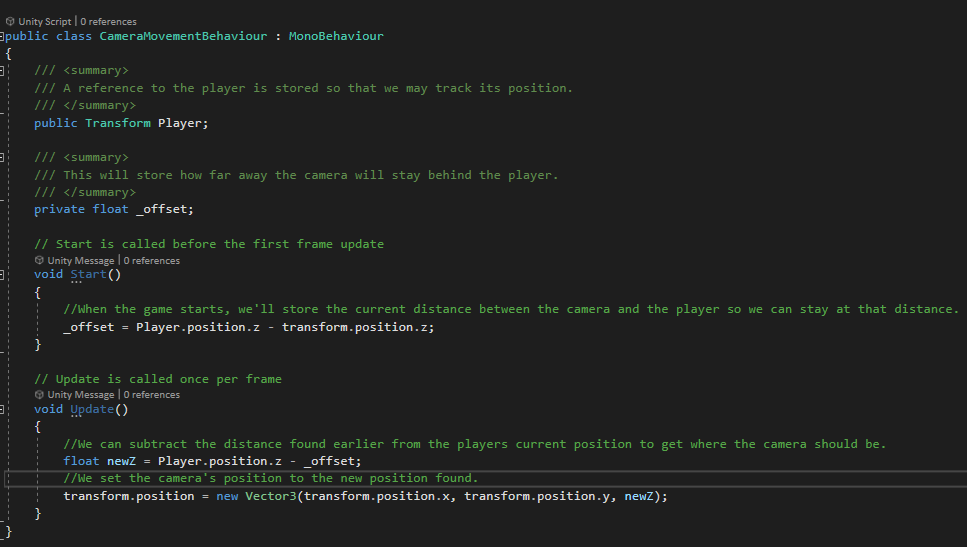 Unity Script | 0 references
public class CameraMovementBehaviour : MonoBehaviour
{
/// <summary>
/// A reference to the player is stored so that we may track its position.
/// </summary>
public Transform Player;
/// <summary>
/// This will store how far away the camera will stay behind the player.
/// </summary>
private float _offset;
// Start is called before the first frame update
Unity Message | 0 references
void Start()
{
//When the game starts, we'll store the current distance between the camera and the player so we can stay at that distance.
_offset = Player.position.z - transform.position.z;
}
// Update is called once per frame
Unity Message | 0 references
void Update()
{
//We can subtract the distance found earlier from the players current position to get where the camera should be.
float newZ = Player.position.z - _offset;
//We set the camera's position to the new position found.
transform.position = new Vector3(transform.position.x, transform.position.y, newZ);
}
}